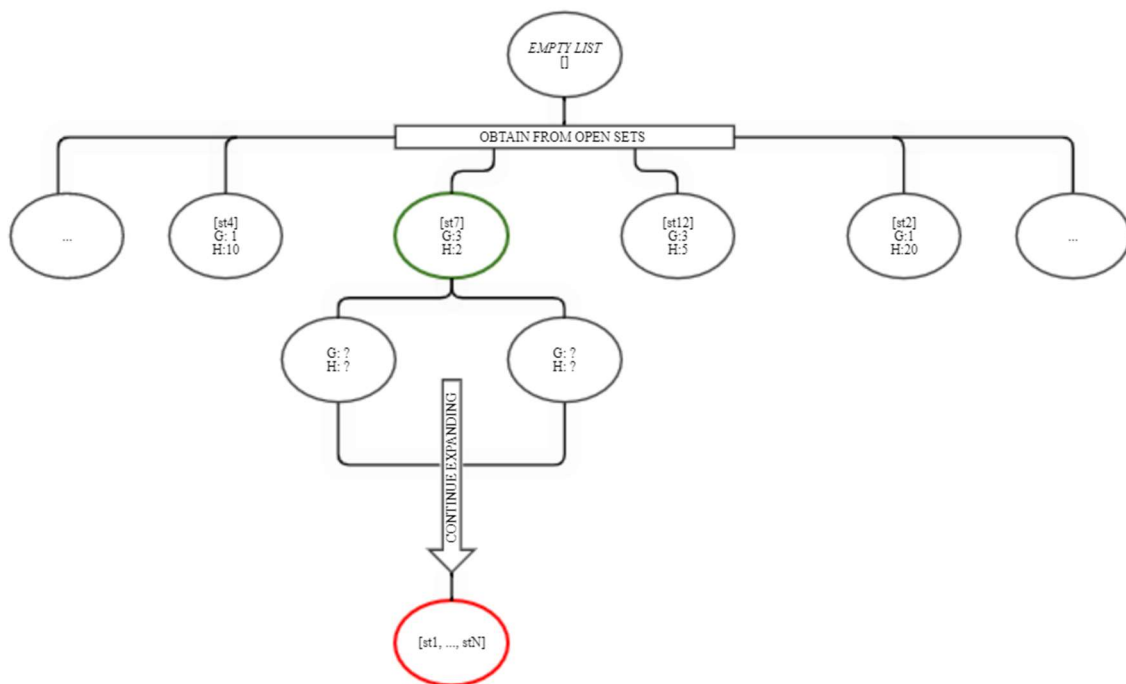 EMPTY LIST
[]
OBTAIN FROM OPEN SETS
...
[st4]
G: 1
H:10
[st7]
G:3
H:2
[st12]
G:3
H:5
[st2]
G:1
H:20
...
G: ?
H: ?
G: ?
H: ?
CONTINUE EXPANDING
[st1, ..., stN]